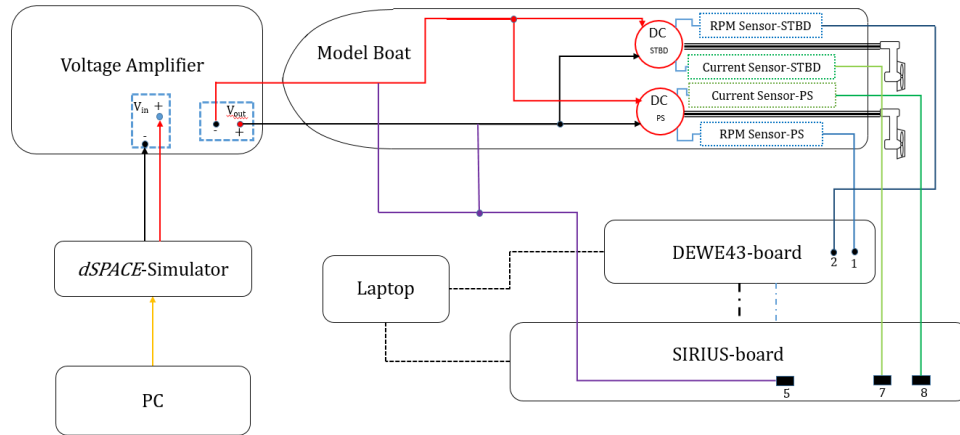 Voltage Amplifier
V_in
+
-
V_out
-
+
Model Boat
DC
STBD
RPM Sensor-STBD
Current Sensor-STBD
DC
PS
Current Sensor-PS
RPM Sensor-PS
dSPACE-Simulator
PC
Laptop
DEWE43-board
2
1
SIRIUS-board
5
7
8